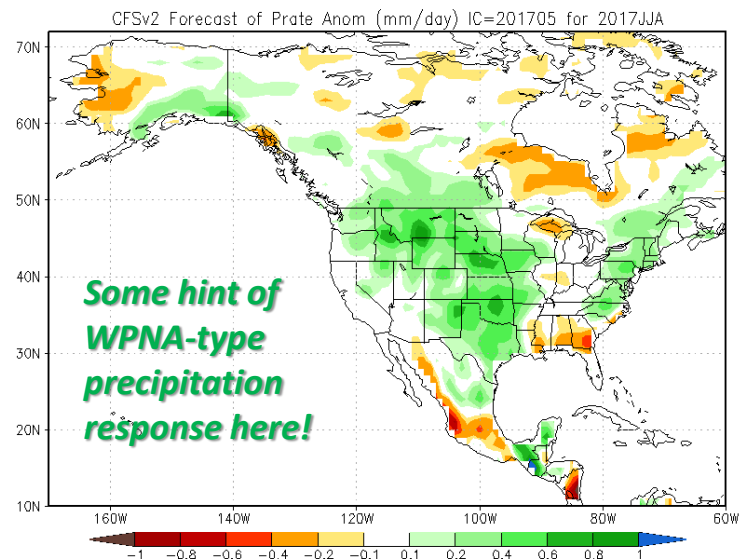 CFSv2 Forecast of Prate Anom (mm/day) IC=201705 for 2017JJA
70N
60N
50N
40N
30N
20N
10N
Some hint of
WPNA-type
precipitation
response here!
160W 140W 120W 100W 80W 60W
−1 −0.8 −0.6 −0.4 −0.2 −0.1 0.1 0.2 0.4 0.6 0.8 1